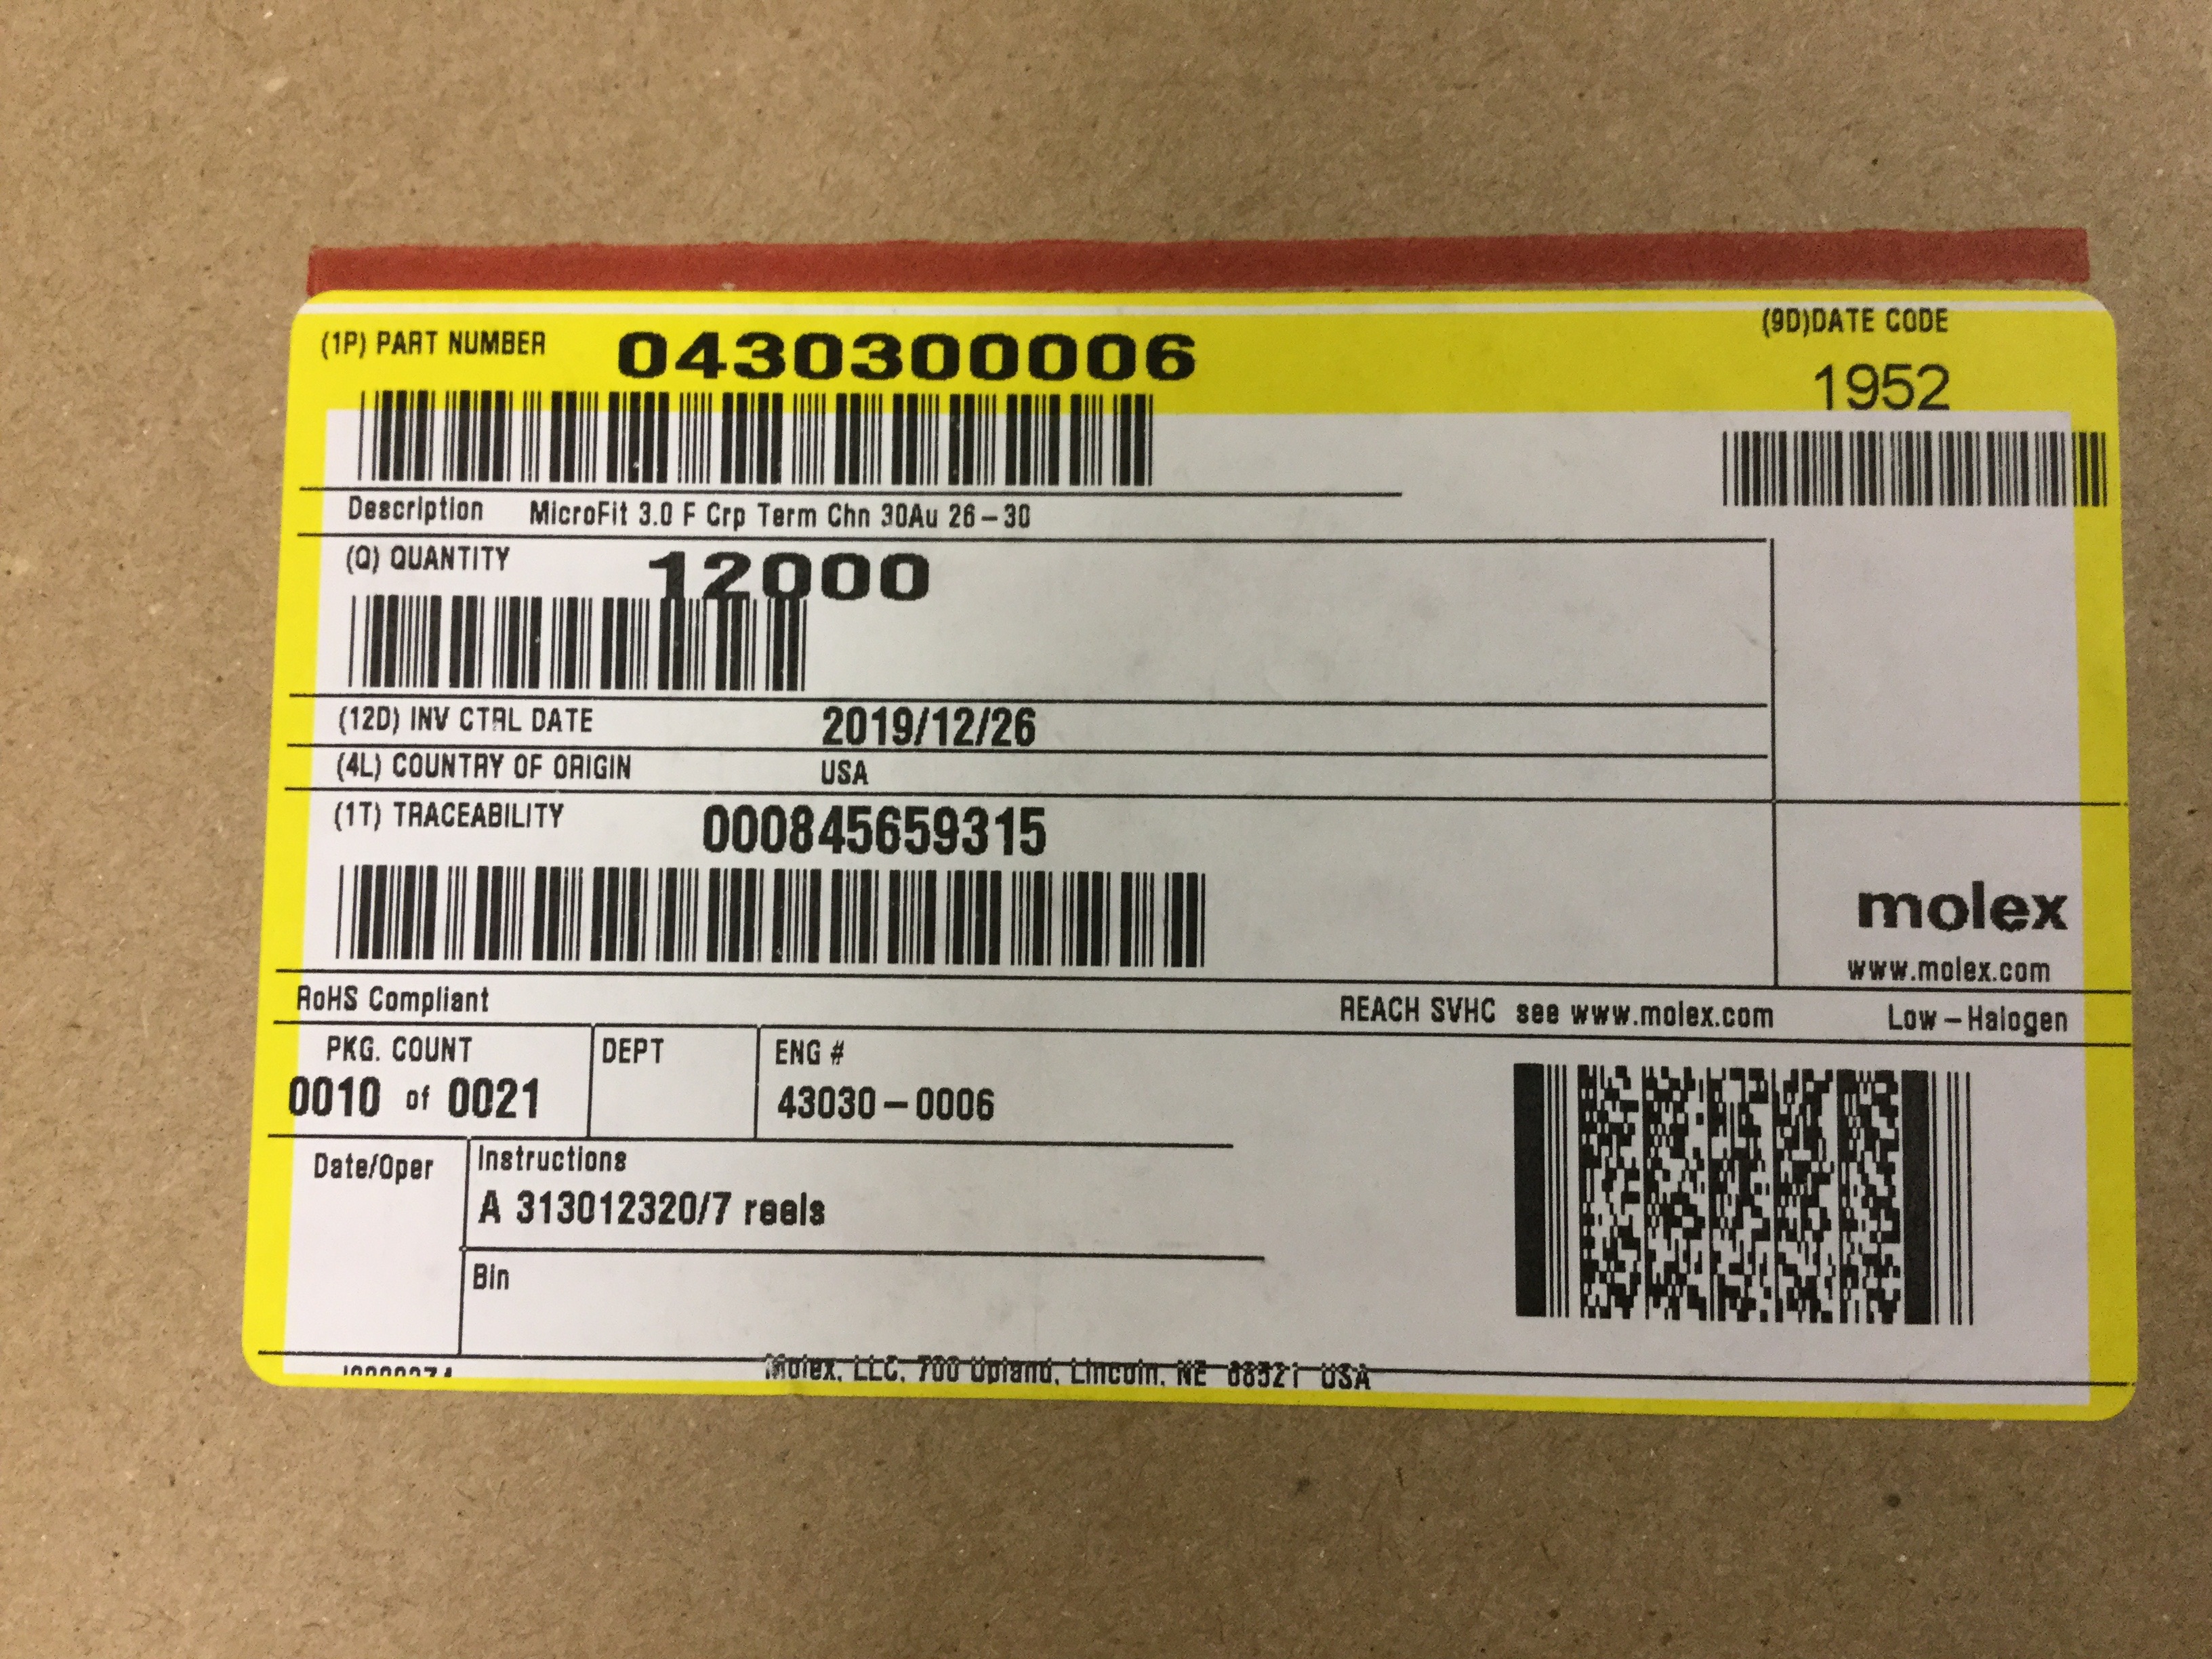 (1P) PART NUMBER 0430300006
(9D)DATE CODE
1952
Description MicroFit 3.0 F Crp Term Chn 30Au 26-30
(Q) QUANTITY 12000
(12D) INV CTRL DATE 2019/12/26
(4L) COUNTRY OF ORIGIN USA
(1T) TRACEABILITY 000845659315
molex
www.molex.com
RoHS Compliant REACH SVHC see www.molex.com Low-Halogen
PKG. COUNT DEPT ENG #
0010 of 0021 43030-0006
Date/Oper Instructions
A 313012320/7 reels
Bin
Molex, LLC, 700 Upland, Lincoln, NE USA